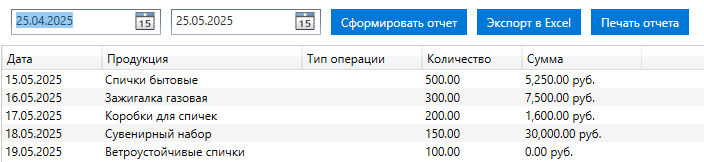 25.04.2025 15 25.05.2025 15 Сформировать отчет Экспорт в Excel Печать отчета
Дата Продукция Тип операции Количество Сумма
15.05.2025 Спички бытовые 500.00 5,250.00 руб.
16.05.2025 Зажигалка газовая 300.00 7,500.00 руб.
17.05.2025 Коробки для спичек 200.00 1,600.00 руб.
18.05.2025 Сувенирный набор 150.00 30,000.00 руб.
19.05.2025 Ветроустойчивые спички 100.00 0.00 руб.